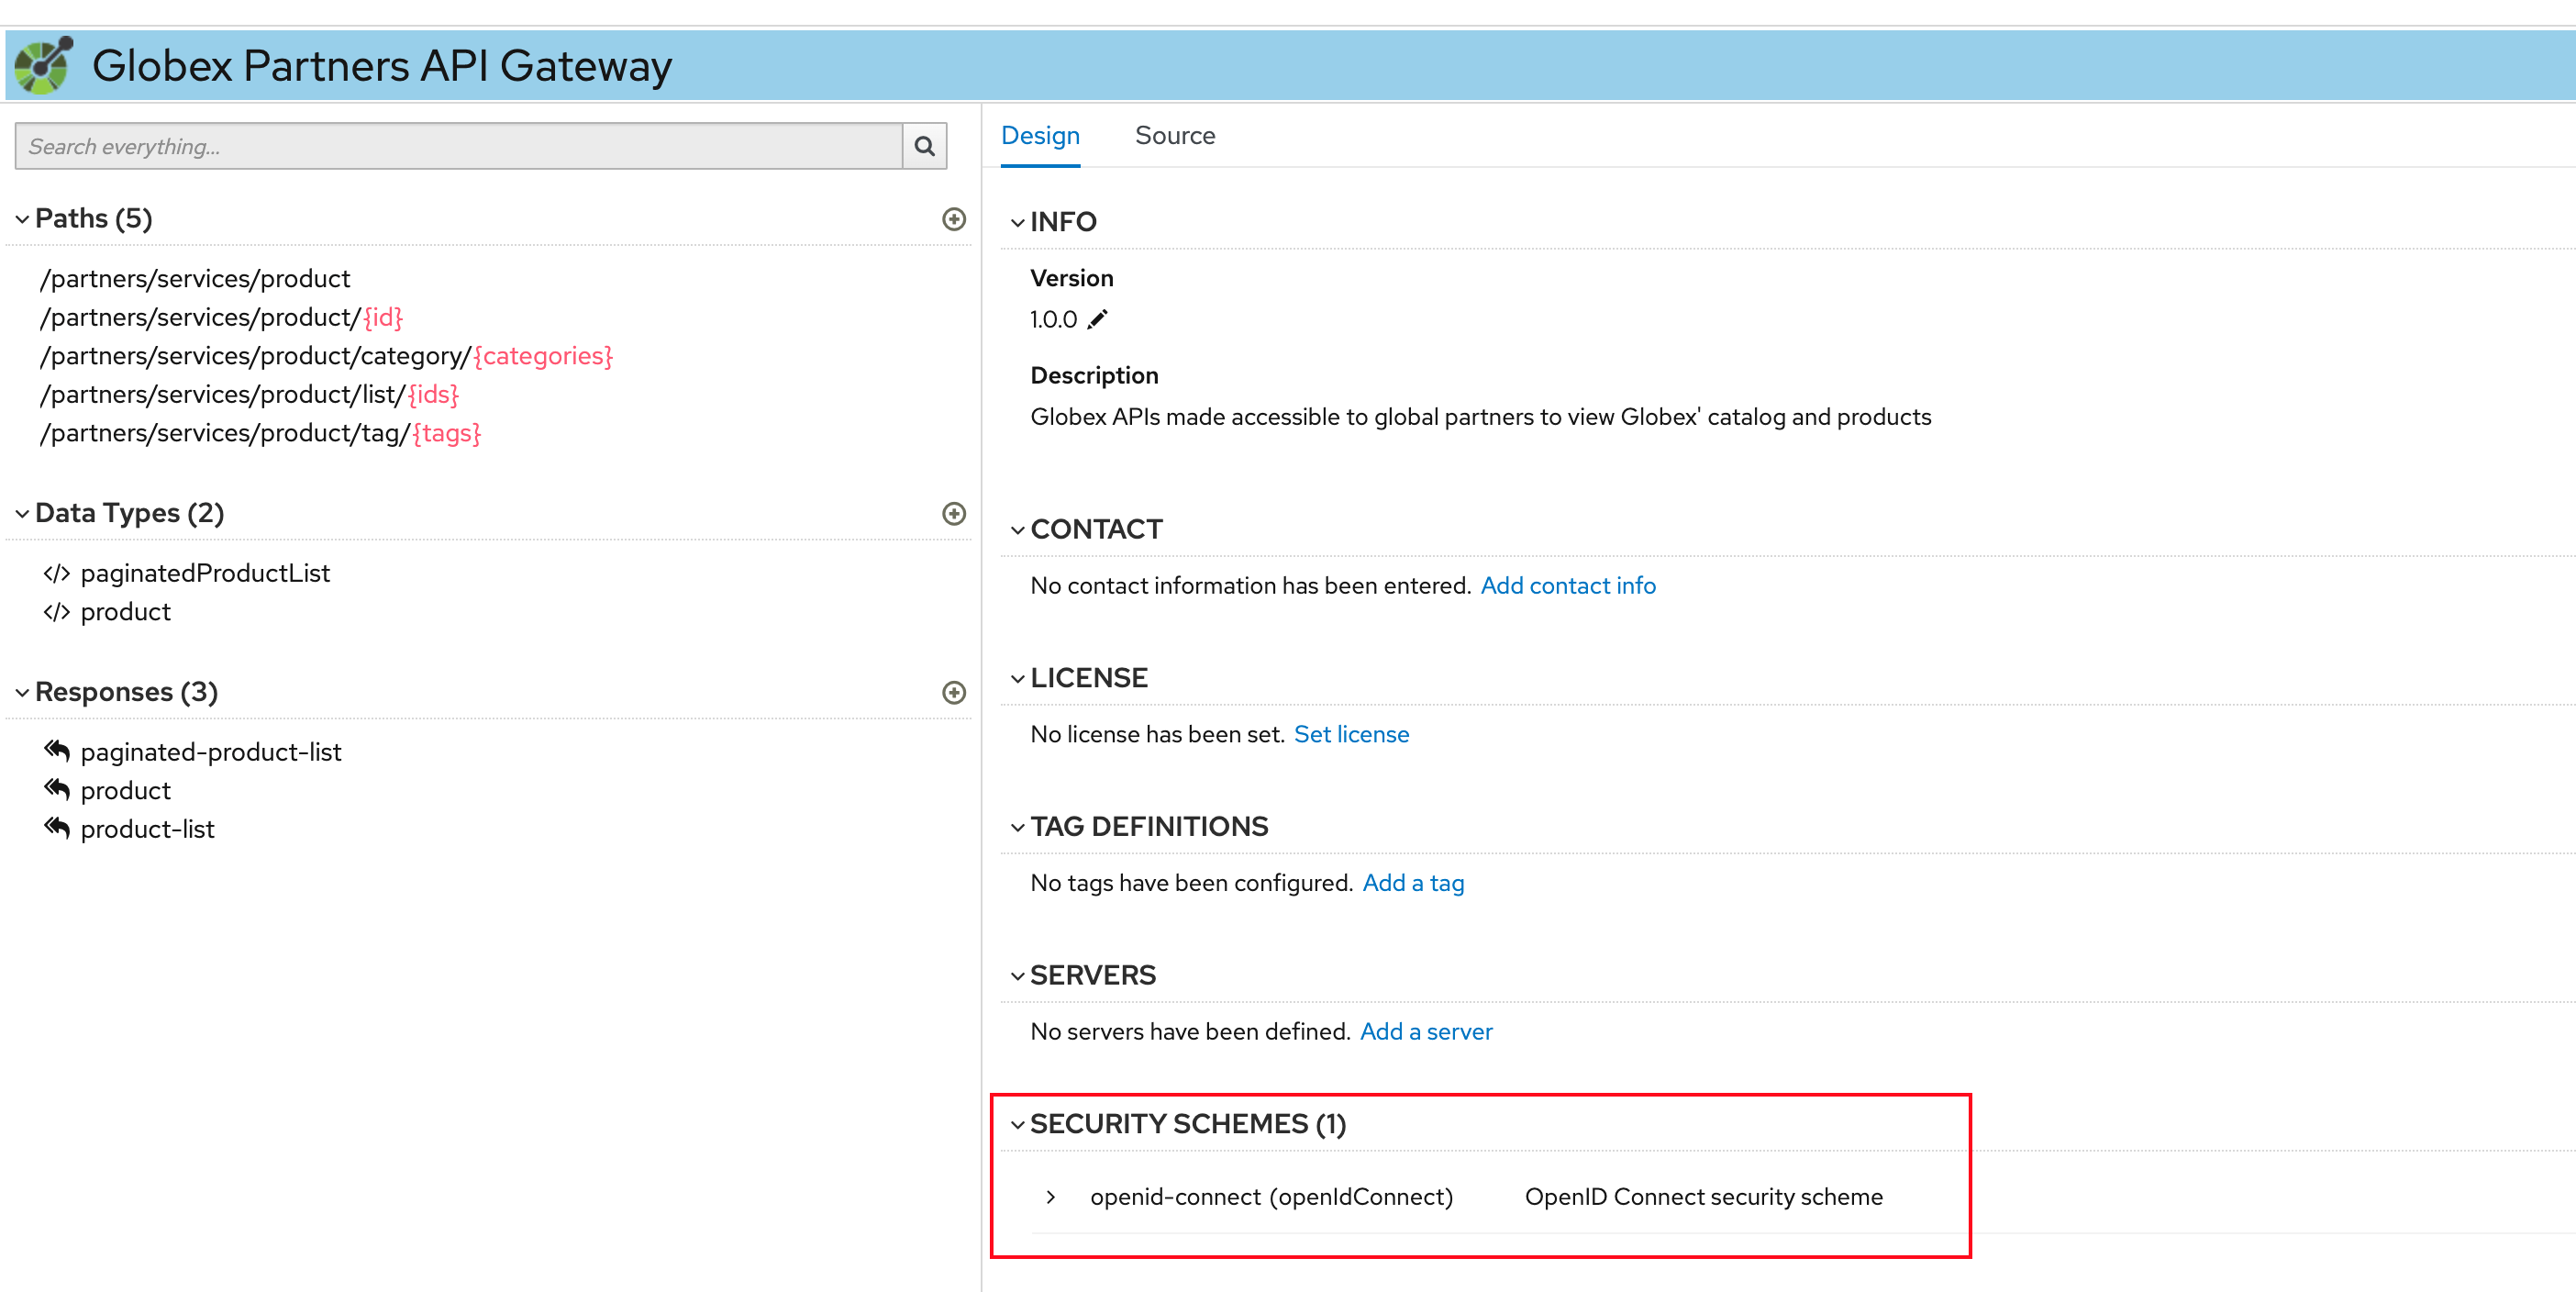 Globex Partners API Gateway
Search everything...
Paths (5)
/partners/services/product
/partners/services/product/{id}
/partners/services/product/category/{categories}
/partners/services/product/list/{ids}
/partners/services/product/tag/{tags}
Data Types (2)
</> paginatedProductList
</> product
Responses (3)
paginated-product-list
product
product-list
Design Source
INFO
Version
1.0.0
Description
Globex APIs made accessible to global partners to view Globex' catalog and products
CONTACT
No contact information has been entered. Add contact info
LICENSE
No license has been set. Set license
TAG DEFINITIONS
No tags have been configured. Add a tag
SERVERS
No servers have been defined. Add a server
SECURITY SCHEMES (1)
openid-connect (openIdConnect) OpenID Connect security scheme